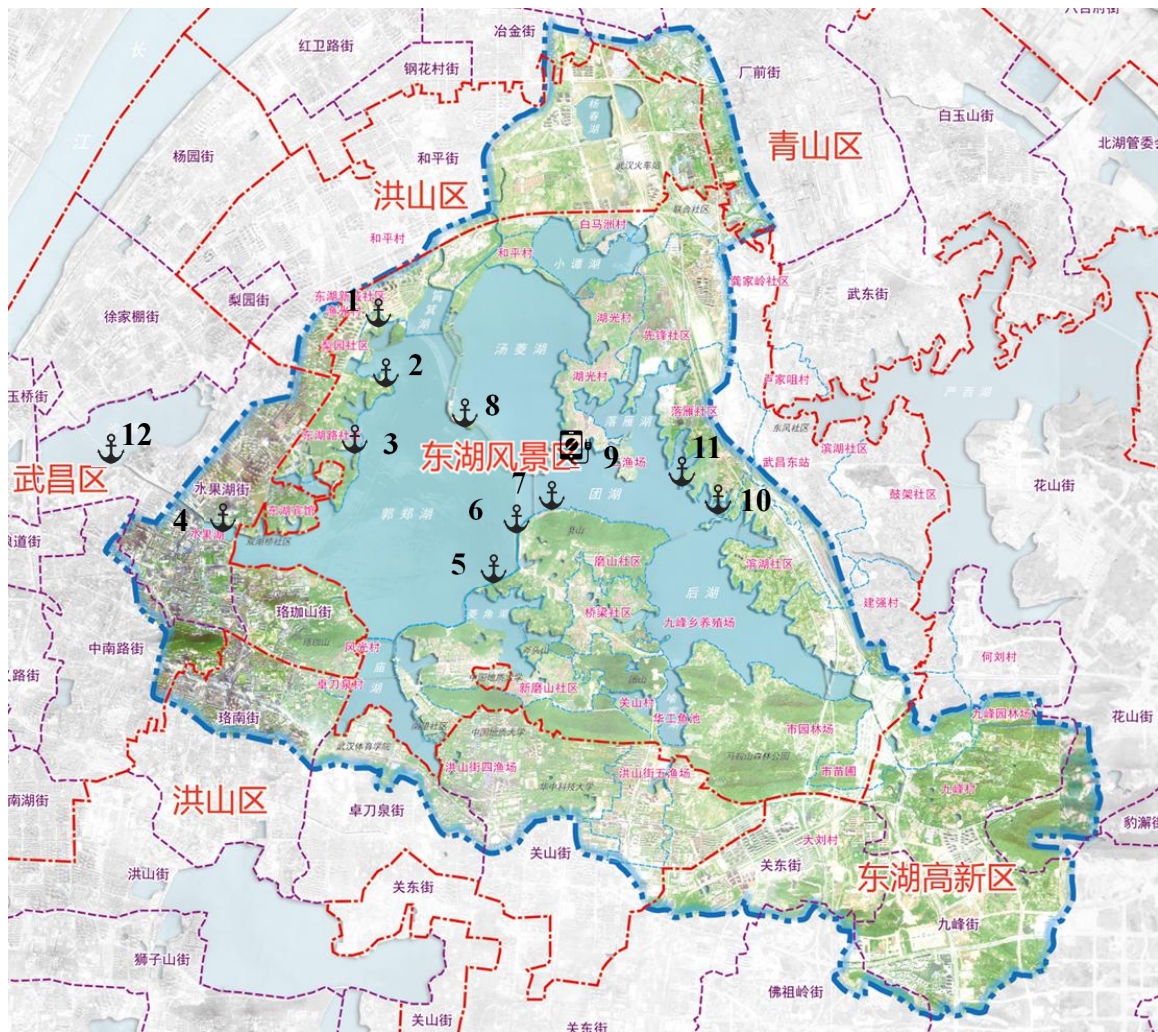 冶金街
红卫路街
钢花村街
厂前街
长
江
杨春湖
白玉山街
北湖管委会
杨园街
和平街
武汉火车站
青山区
洪山区
联合社区
和平村
白马洲村
和平村
小潭湖
龚家岭社区
武东街
梨园街
东湖新城社区
1
筲箕湖
湖光村
先锋社区
徐家棚街
梨园社区
汤菱湖
2
湖光村
严西湖
8
落雁湖
落雁社区
东风社区
滨湖社区
12
东湖路社区
3
东湖风景区
9
渔场
11
武昌东站
武昌区
水果湖街
7
团湖
10
鼓架社区
花山街
4
水果湖
东湖宾馆
郭郑湖
6
5
磨山社区
滨湖社区
珞珈山街
桥梁社区
后湖
九峰乡养殖场
建强村
中南路街
风光村
庙湖
何刘村
卓刀泉村
中国地质大学
新磨山社区
关山村
华工鱼池
九峰园林场
花山街
珞南街
武汉体育学院
中国地质大学
市园林场
洪山街四渔场
洪山街五渔场
马鞍山森林公园
市苗圃
九峰村
华中科技大学
洪山区
南湖街
卓刀泉街
豹澥街
关山街
大刘村
洪山街
关东街
关东街
东湖高新区
九峰街
狮子山街
佛祖岭街
关山街
关东街